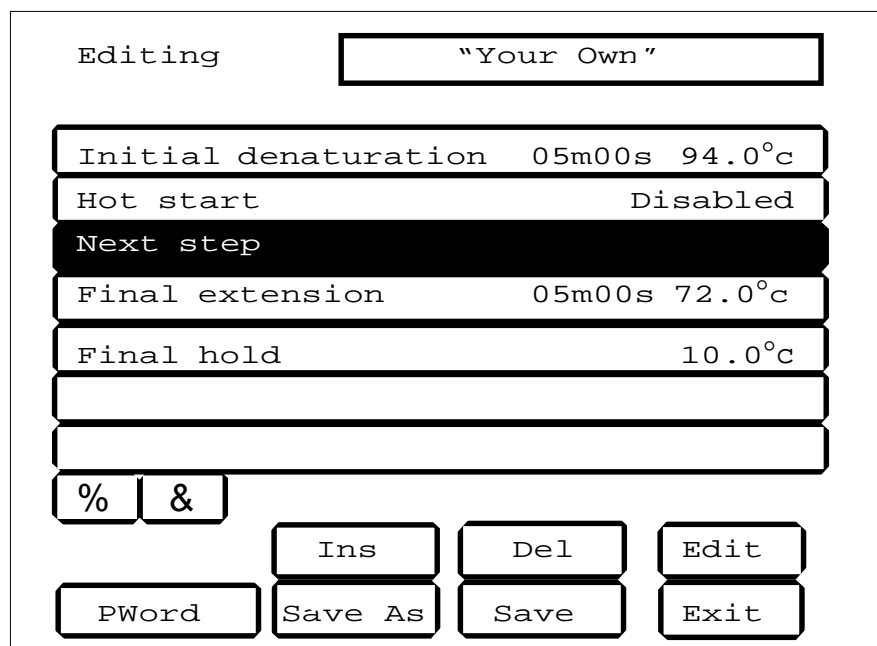 Editing "Your Own"
Initial denaturation 05m00s 94.0°c
Hot start Disabled
Next step
Final extension 05m00s 72.0°c
Final hold 10.0°c
% &
Ins Del Edit
PWord Save As Save Exit